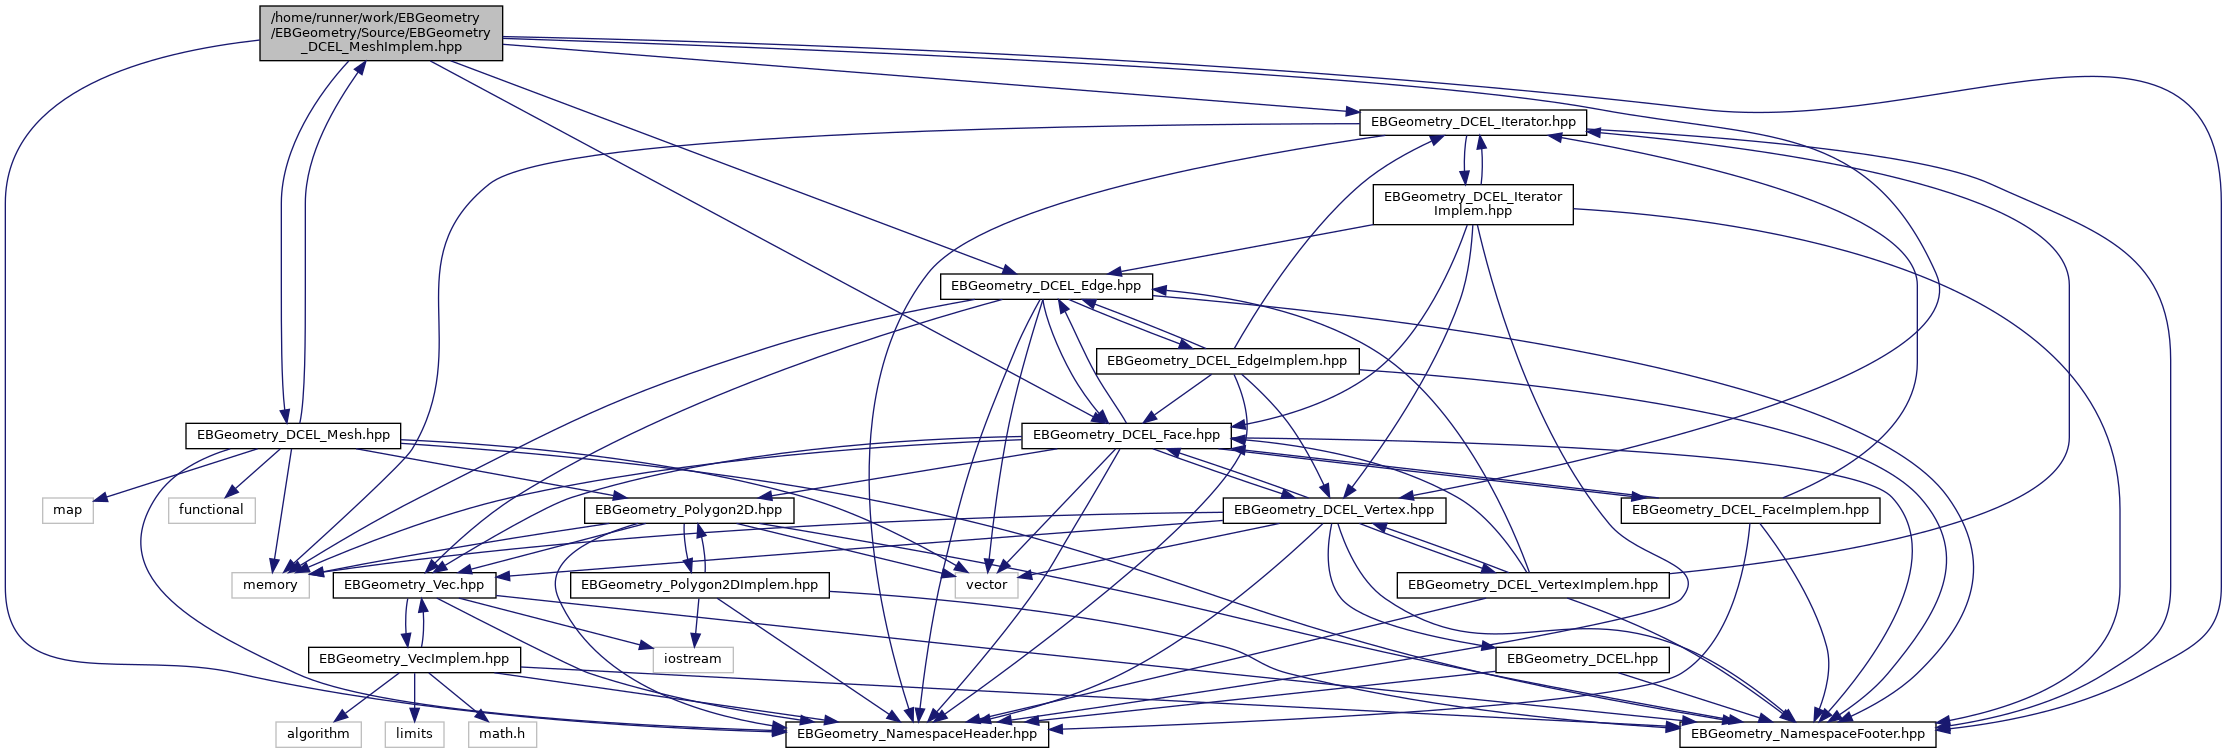 /home/runner/work/EBGeometry
/EBGeometry/Source/EBGeometry
_DCEL_MeshImplem.hpp
EBGeometry_DCEL_Iterator.hpp
EBGeometry_DCEL_Iterator
Implem.hpp
EBGeometry_DCEL_Edge.hpp
EBGeometry_DCEL_EdgeImplem.hpp
EBGeometry_DCEL_Mesh.hpp
EBGeometry_DCEL_Face.hpp
map
functional
EBGeometry_Polygon2D.hpp
EBGeometry_DCEL_Vertex.hpp
EBGeometry_DCEL_FaceImplem.hpp
memory
EBGeometry_Vec.hpp
EBGeometry_Polygon2DImplem.hpp
vector
EBGeometry_DCEL_VertexImplem.hpp
EBGeometry_VecImplem.hpp
iostream
EBGeometry_DCEL.hpp
algorithm
limits
math.h
EBGeometry_NamespaceHeader.hpp
EBGeometry_NamespaceFooter.hpp